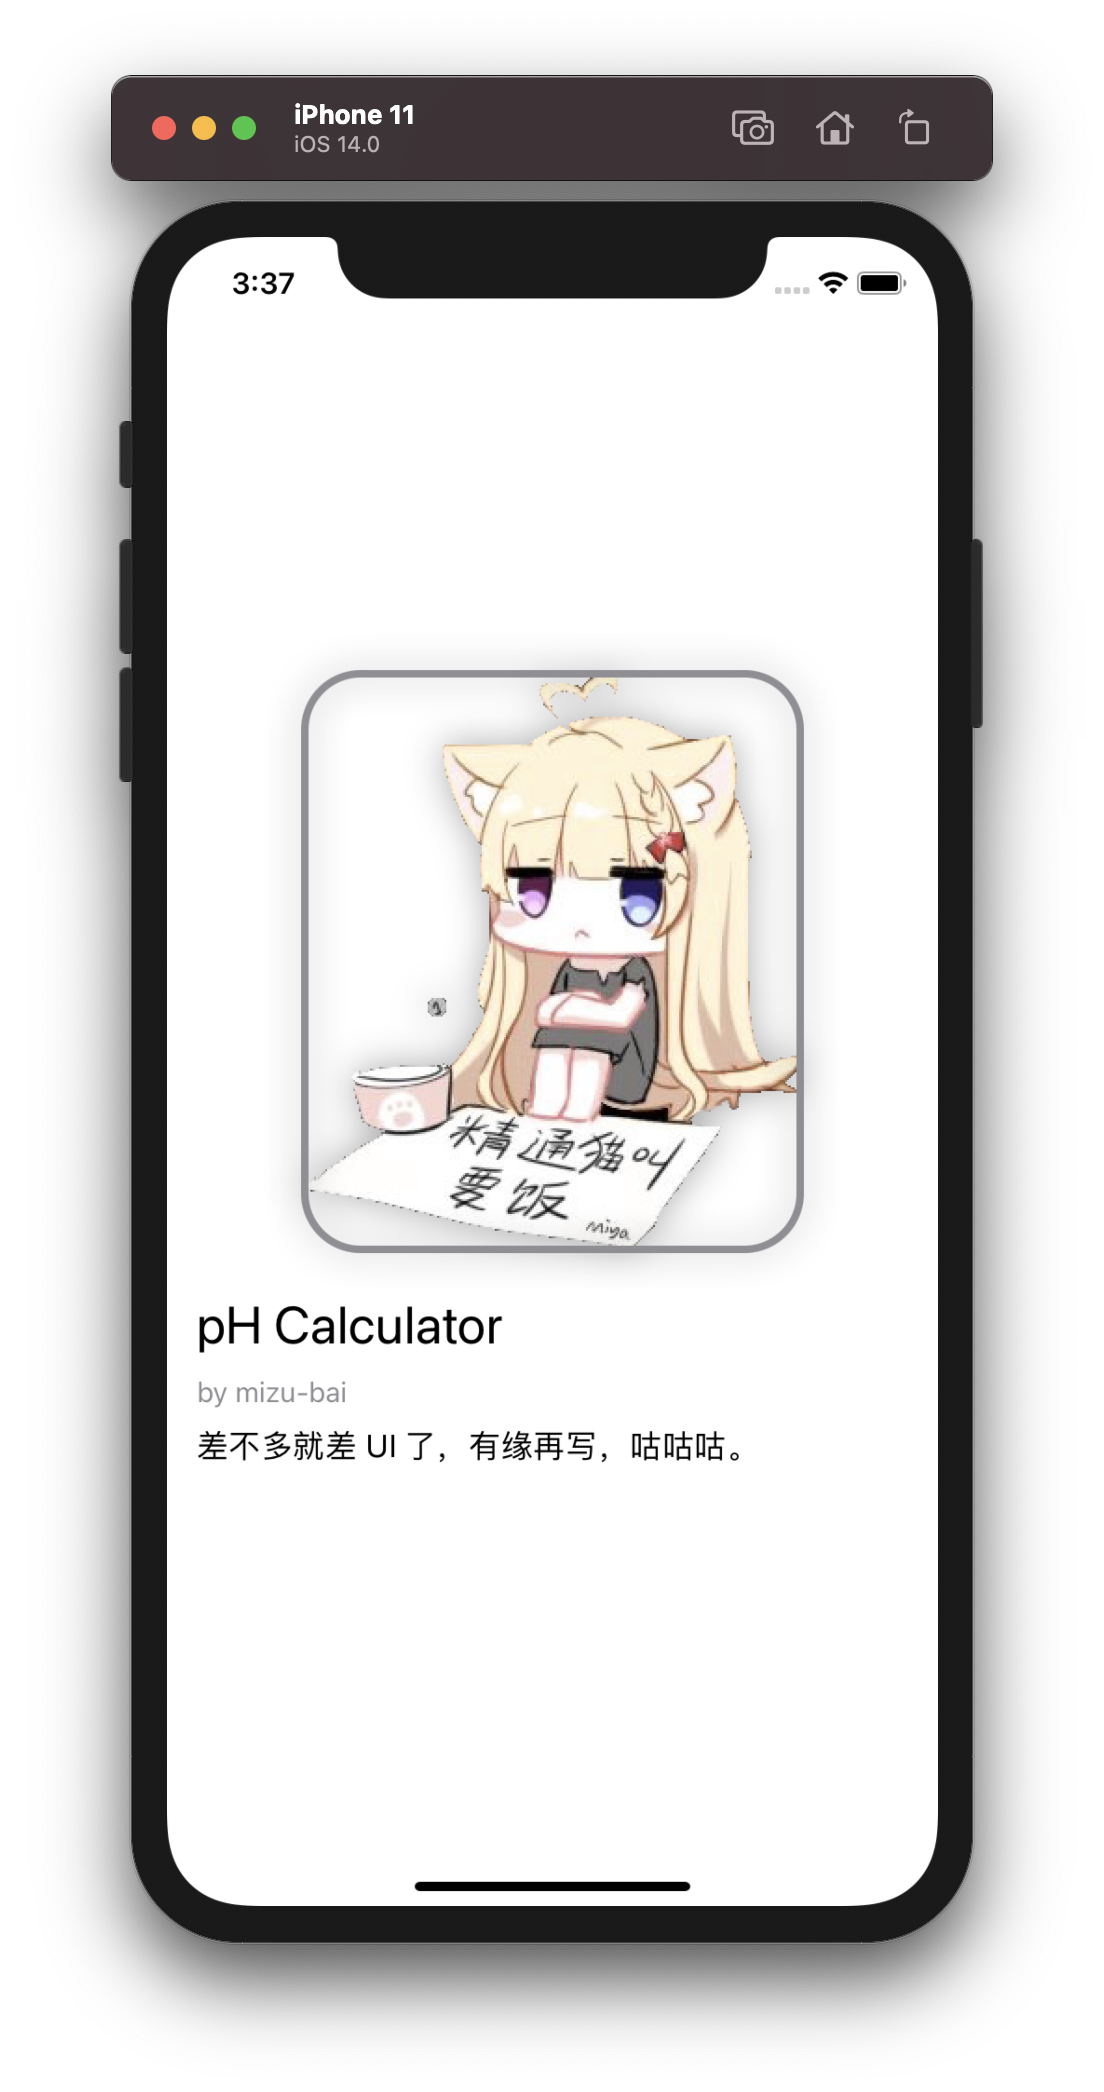 iPhone 11
iOS 14.0
3:37
精通猫叫
要饭
Miya
pH Calculator
by mizu-bai
差不多就差 UI 了，有缘再写，咕咕咕。